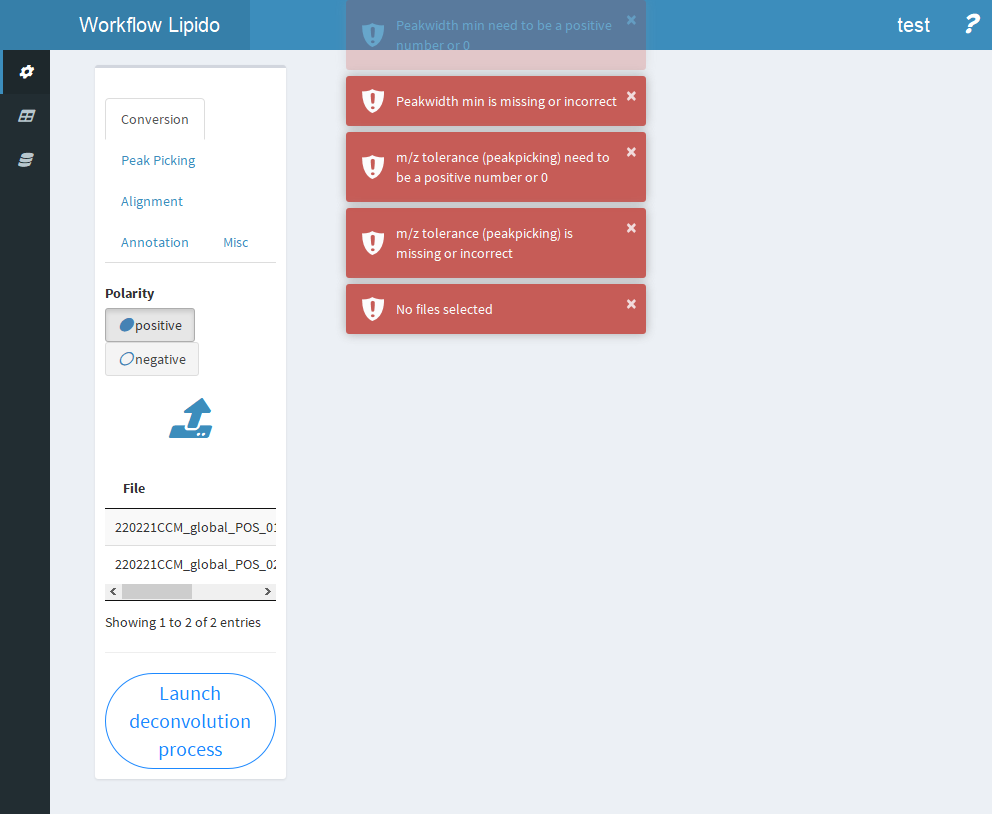 Workflow Lipido
test
?
Conversion
Peak Picking
Alignment
Annotation Misc
Polarity
positive
negative
File
220221CCM_global_POS_01
220221CCM_global_POS_02
Showing 1 to 2 of 2 entries
Launch
deconvolution
process
Peakwidth min need to be a positive
number or 0
×
Peakwidth min is missing or incorrect
×
m/z tolerance (peakpicking) need to
be a positive number or 0
×
m/z tolerance (peakpicking) is
missing or incorrect
×
No files selected
×